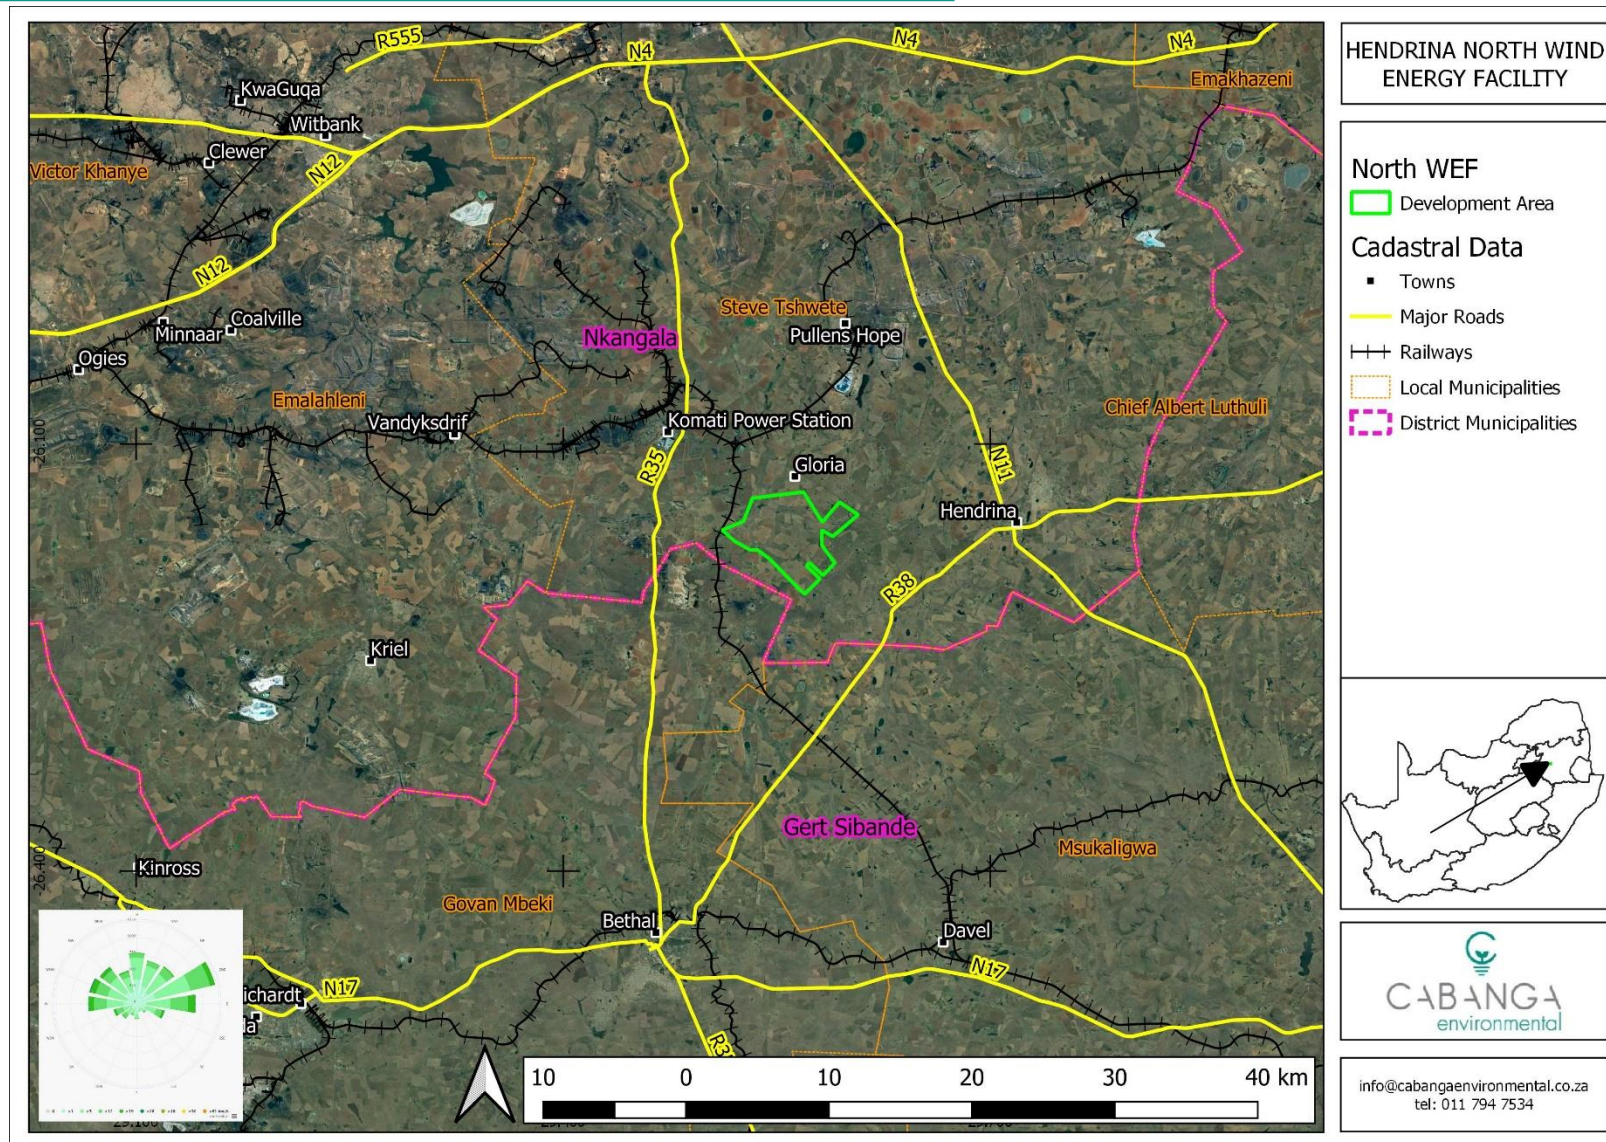 HENDRINA NORTH WIND
ENERGY FACILITY
North WEF
Development Area
Cadastral Data
Towns
Major Roads
Railways
Local Municipalities
District Municipalities
R555
N4
N4
N4
Emakhazeni
KwaGuqa
Witbank
Clewer
N12
Victor Khanye
N12
Steve Tshwete
Minnaar
Coalville
Nkangala
Pullens Hope
Ogies
Emalahleni
Chief Albert Luthuli
Vandyksdrif
Komati Power Station
-26.100
R35
Gloria
N11
Hendrina
R38
Kriel
Gert Sibande
Msukaligwa
-26.400
Kinross
Govan Mbeki
Bethal
Davel
N17
ichardt
N17
la
10 0 10 20 30 40 km
29.100
CABANGA
environmental
info@cabangaenvironmental.co.za
tel: 011 794 7534